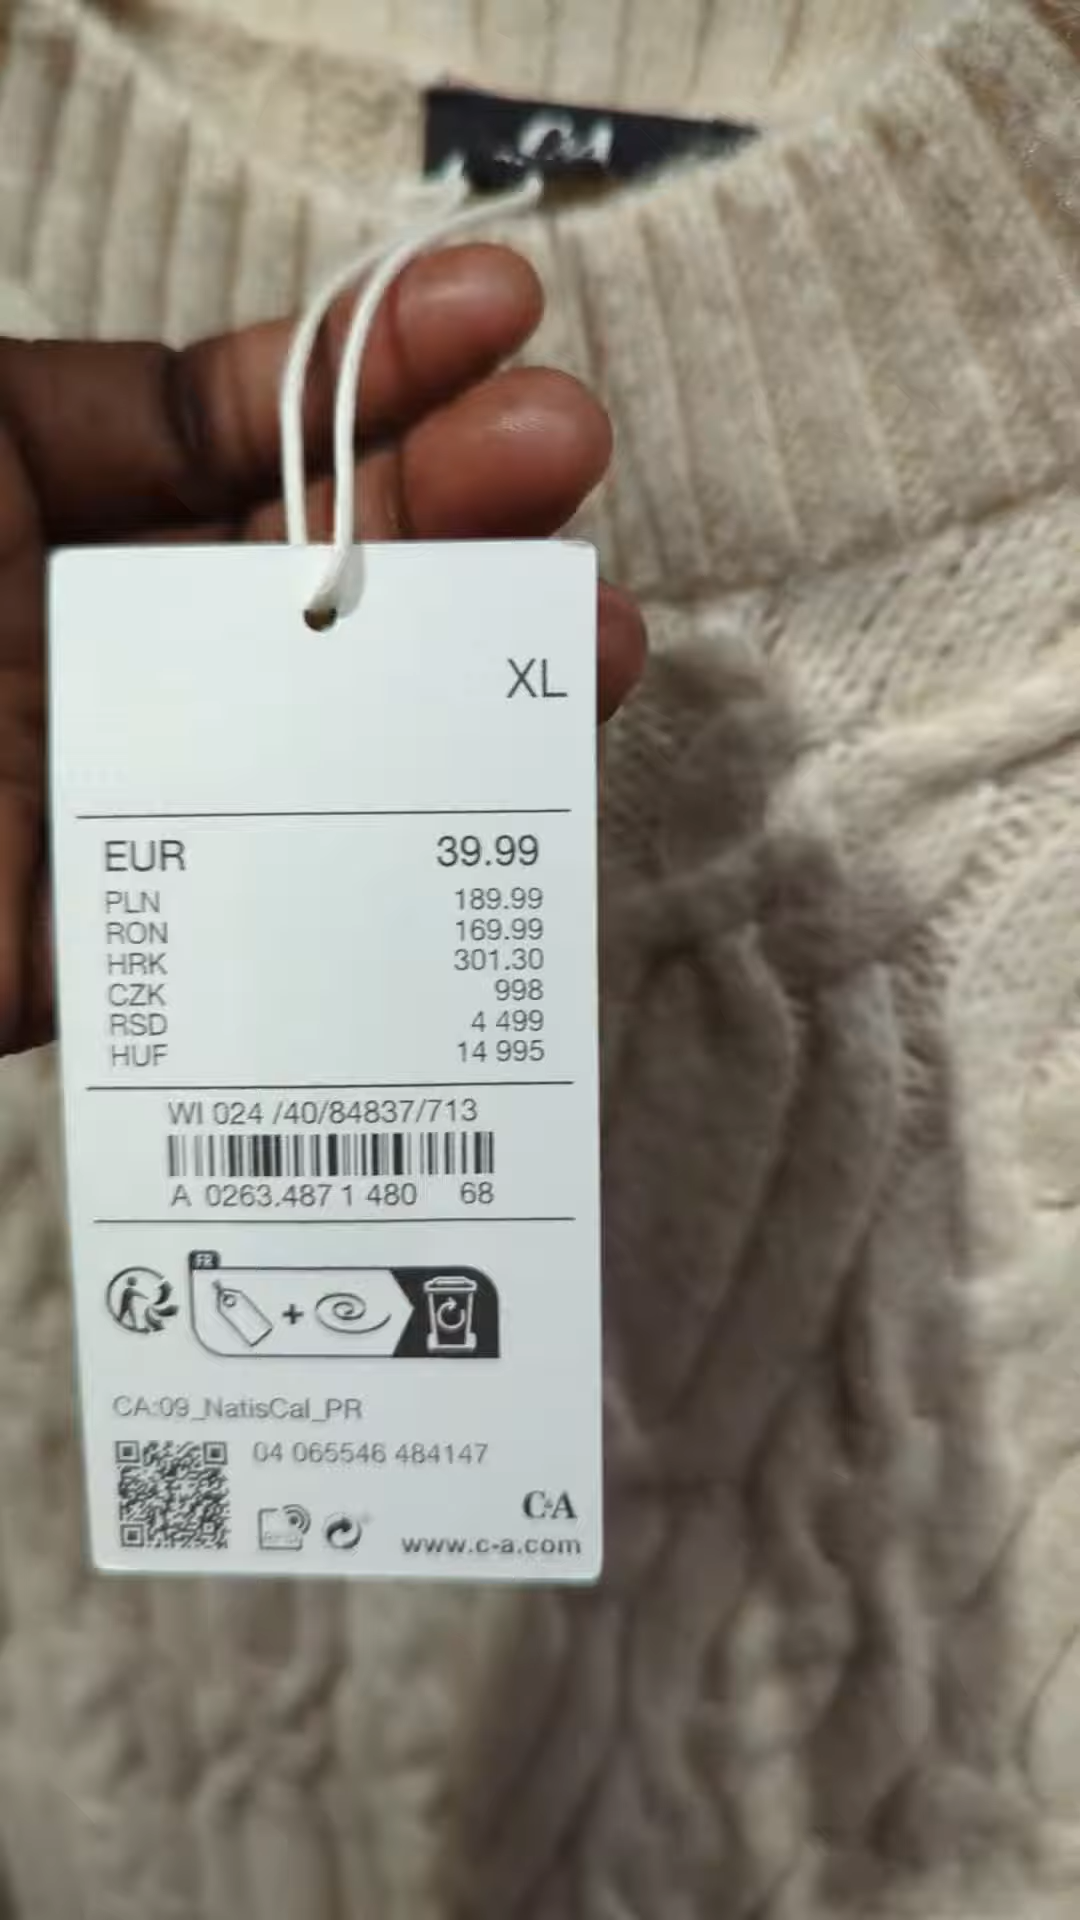 C&A
XL
EUR 39.99
PLN 189.99
RON 169.99
HRK 301.30
CZK 998
RSD 4 499
HUF 14 995
WI 024 /40/84837/713
A 0263.487 1 480 68
FR
CA:09_NatisCal_PR
04 065546 484147
C&A
www.c-a.com